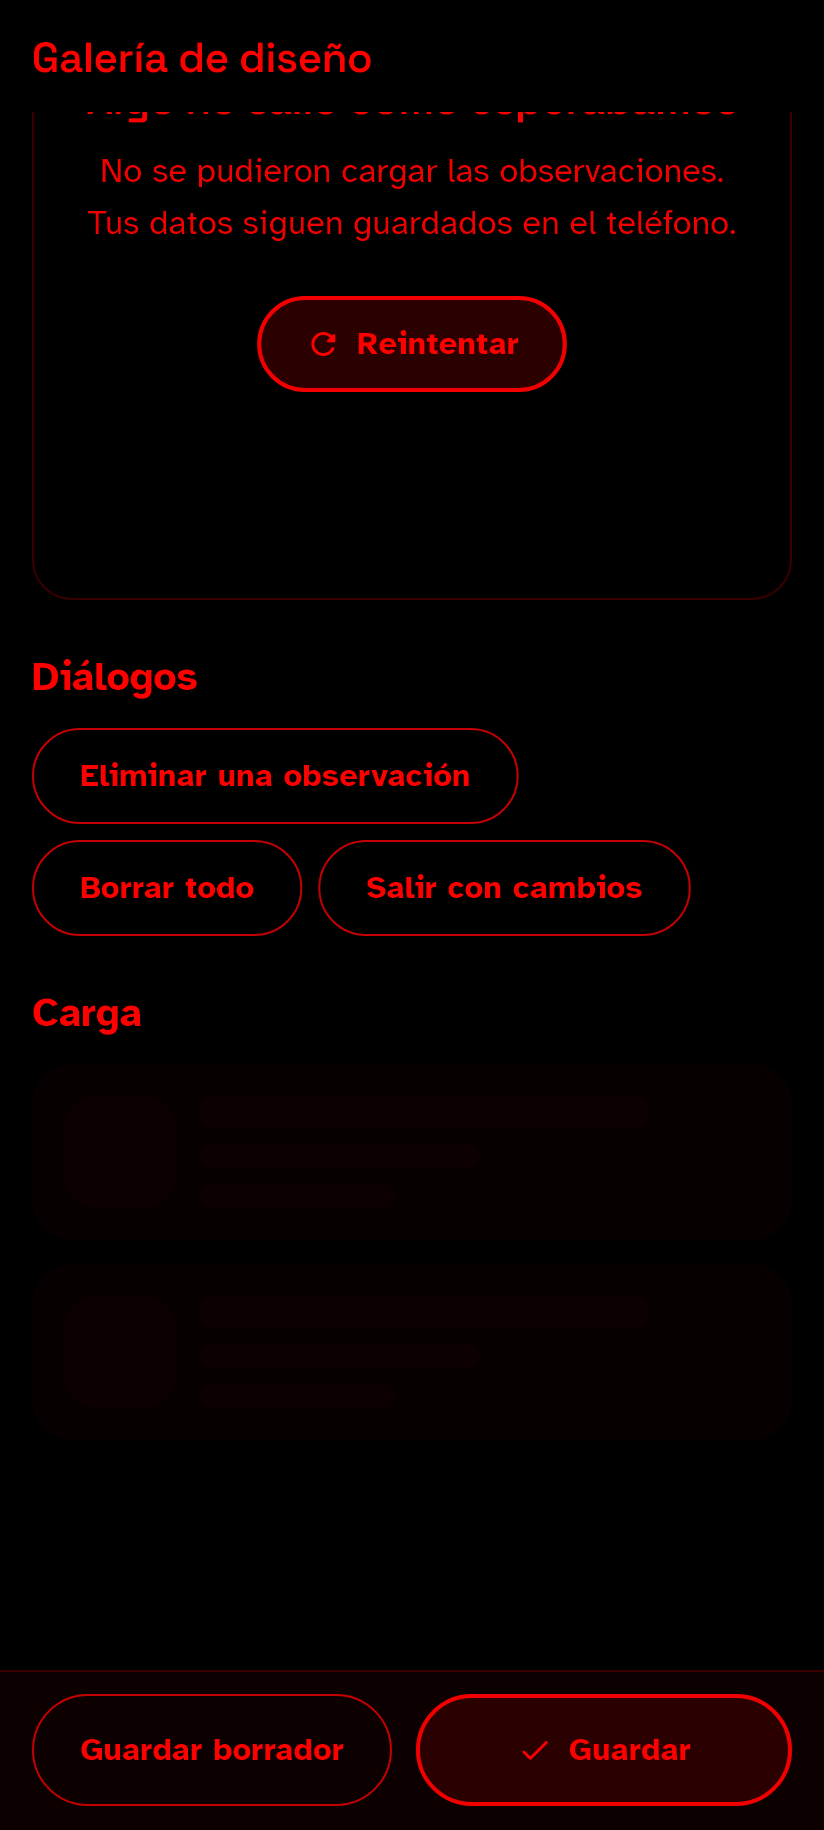 Galería de diseño
No se pudieron cargar las observaciones.
Tus datos siguen guardados en el teléfono.
Reintentar
Diálogos
Eliminar una observación
Borrar todo
Salir con cambios
Carga
Guardar borrador
Guardar